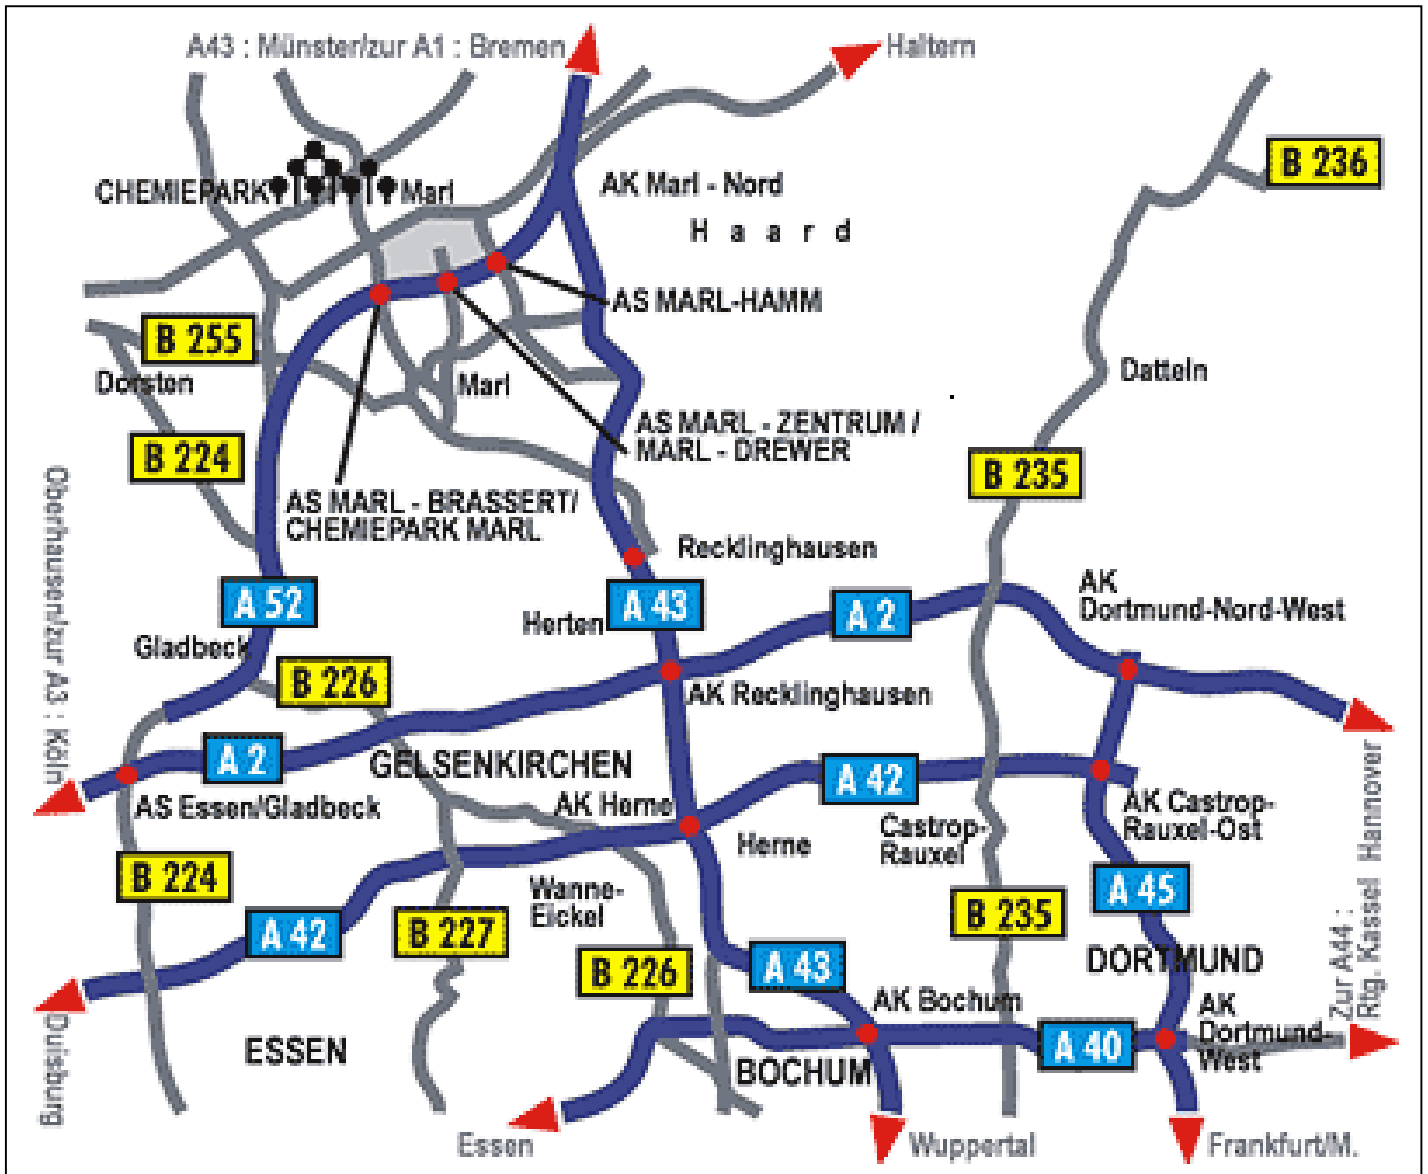 A43 : Münster/zur A1 : Bremen
Haltern
B 236
CHEMIEPARK
Marl
AK Marl - Nord
H a a r d
AS MARL-HAMM
B 255
Dorsten
Marl
Datteln
AS MARL - ZENTRUM /
MARL - DREWER
B 224
B 235
AS MARL - BRASSERT/
CHEMIEPARK MARL
Oberhausen/zur A3 : Köln
Recklinghausen
A 52
A 43
A 2
AK
Dortmund-Nord-West
Herten
Gladbeck
B 226
AK Recklinghausen
A 2
GELSENKIRCHEN
A 42
AS Essen/Gladbeck
AK Herne
AK Castrop-
Rauxel-Ost
Castrop-
Rauxel
Herne
B 224
Wanne-
Eickel
A 45
B 235
A 42
B 227
B 226
A 43
DORTMUND
Zur A44 :
Rtg. Kassel Hannover
AK Bochum
AK
Dortmund-
West
Duisburg
ESSEN
A 40
BOCHUM
Essen
Wuppertal
Frankfurt/M.